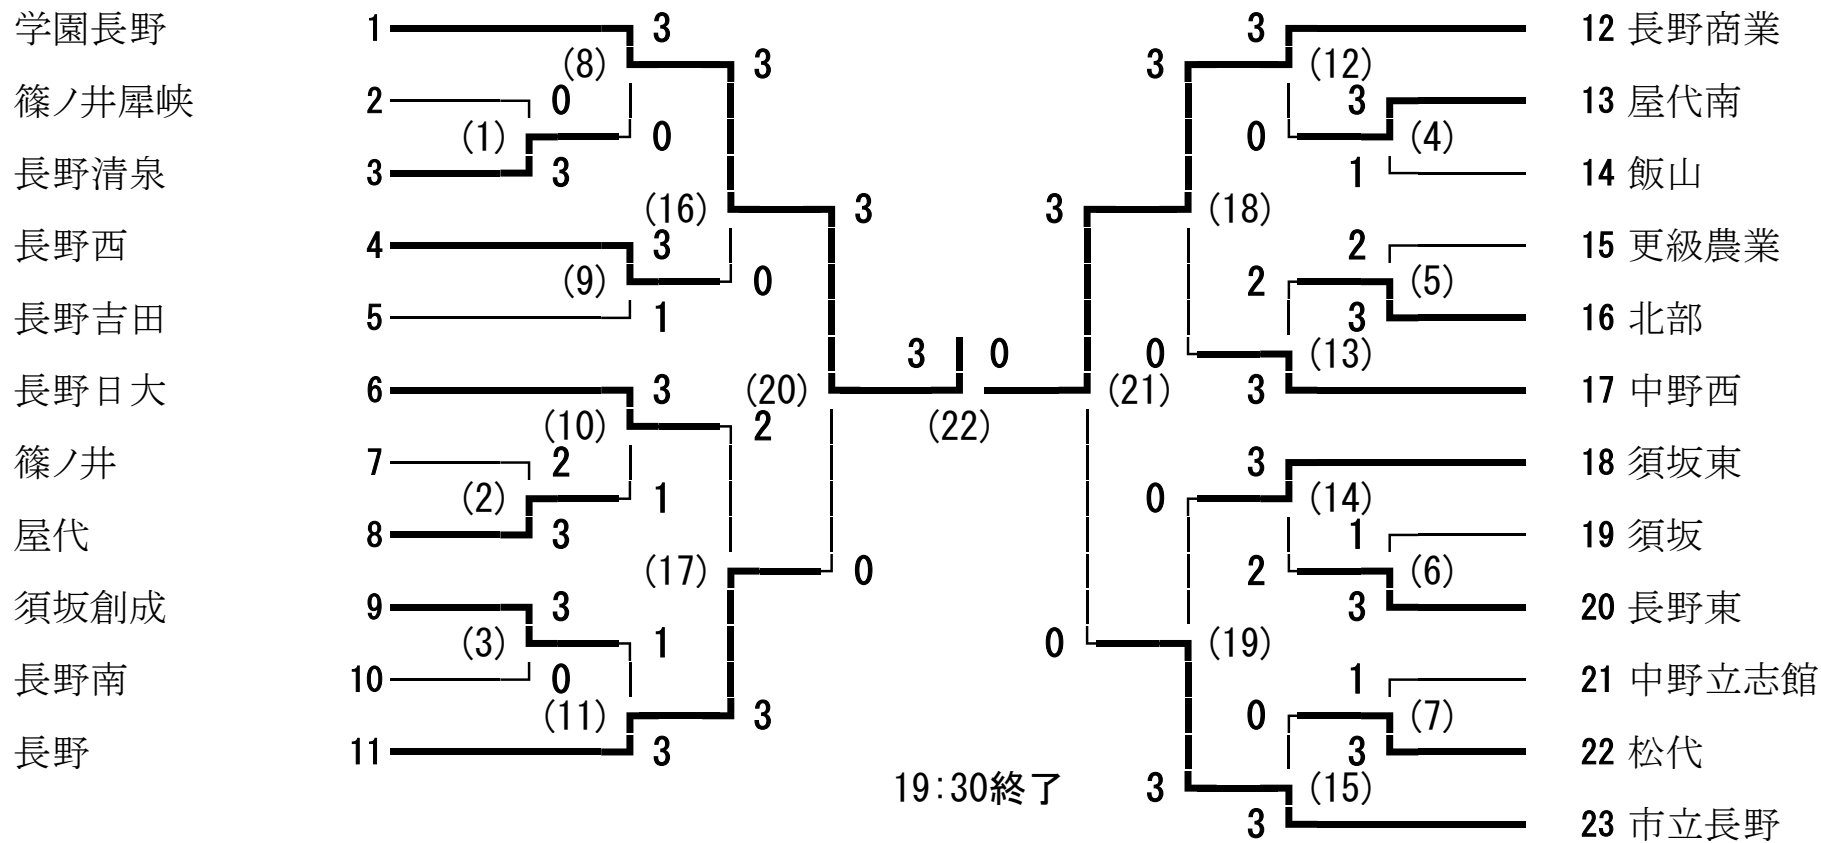 学園長野 1 3 3 12 長野商業
(8) 3 3 (12)
篠ノ井犀峡 2 0 3 13 屋代南
(1) 0 0 (4)
長野清泉 3 3 1 14 飯山
(16) 3 3 (18)
長野西 4 3 2 15 更級農業
(9) 0 2 (5)
長野吉田 5 1 3 16 北部
3 0 0 (13)
長野日大 6 3 (20) (21) 3 17 中野西
(10) 2 (22)
篠ノ井 7 2 3 18 須坂東
(2) 1 0 (14)
屋代 8 3 1 19 須坂
(17) 0 2 (6)
須坂創成 9 3 3 20 長野東
(3) 1 0 (19)
長野南 10 0 1 21 中野立志館
(11) 3 0 (7)
長野 11 3 3 22 松代
19:30終了 3 (15)
3 23 市立長野